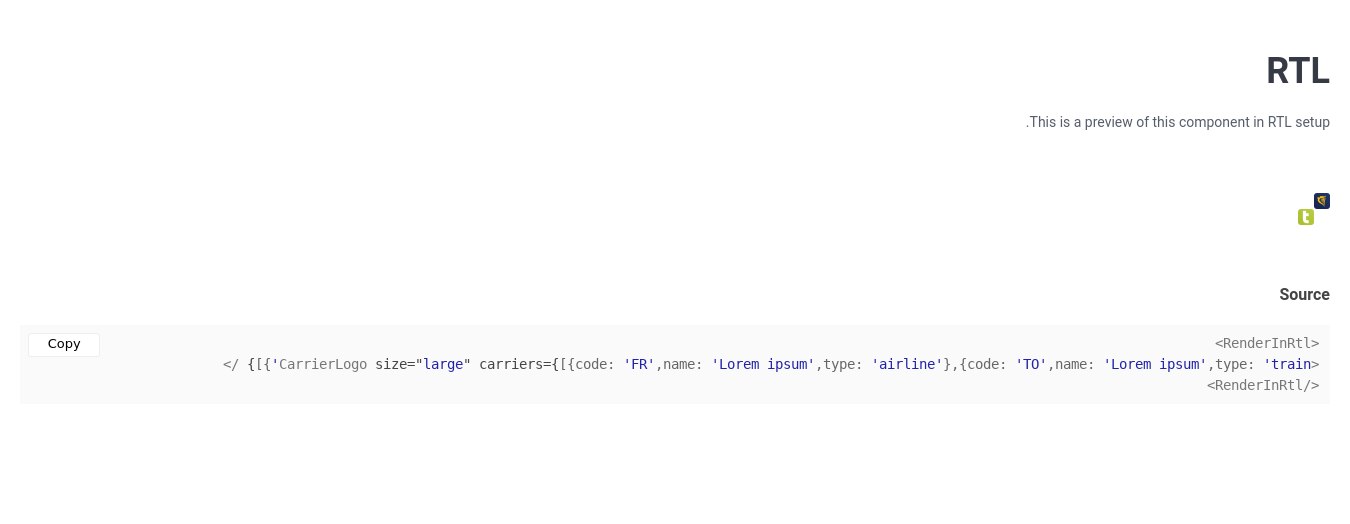 RTL
.This is a preview of this component in RTL setup
t
Source
Copy
<RenderInRtl>
</ {[{'CarrierLogo size="large" carriers={[{code: 'FR',name: 'Lorem ipsum',type: 'airline'},{code: 'TO',name: 'Lorem ipsum',type: 'train>
<RenderInRtl/>